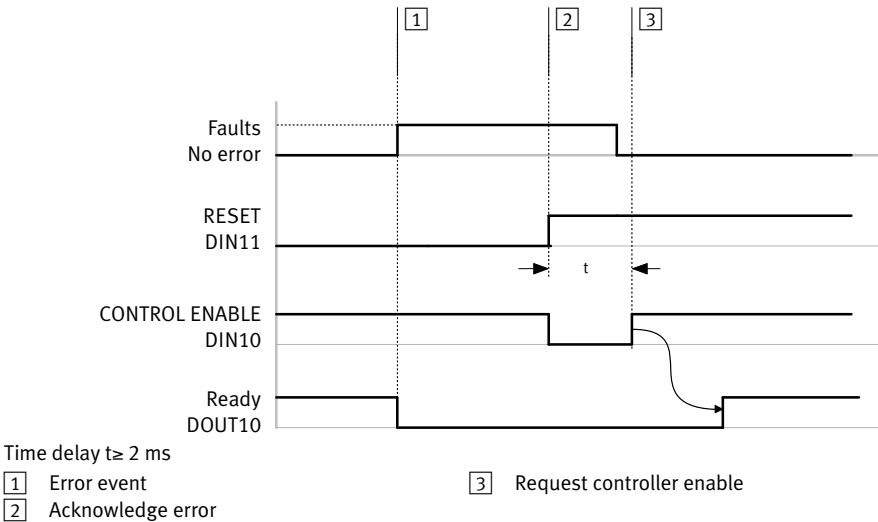 1 2 3
Faults
No error
RESET
DIN11
t
CONTROL ENABLE
DIN10
Ready
DOUT10
Time delay t≥ 2 ms
1 Error event
3 Request controller enable
2 Acknowledge error